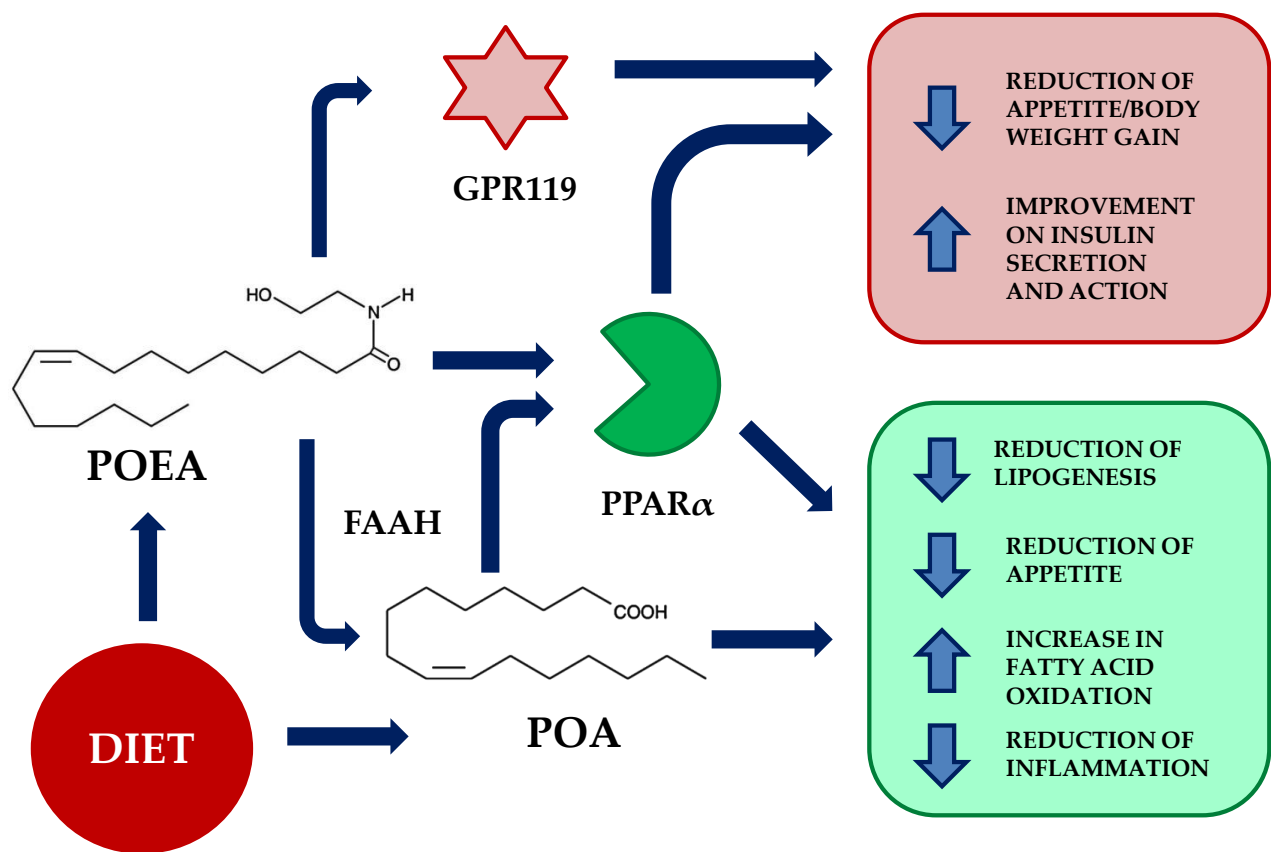 GPR119
REDUCTION OF
APPETITE/BODY
WEIGHT GAIN
IMPROVEMENT
ON INSULIN
SECRETION
AND ACTION
HO
N
H
O
POEA
FAAH
PPARα
COOH
POA
DIET
REDUCTION OF
LIPOGENESIS
REDUCTION OF
APPETITE
INCREASE IN
FATTY ACID
OXIDATION
REDUCTION OF
INFLAMMATION